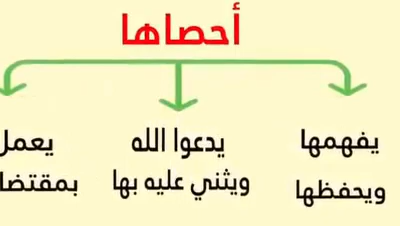 أحصاها
يفهمها
ويحفظها
يدعوا الله
ويثني عليه بها
يعمل